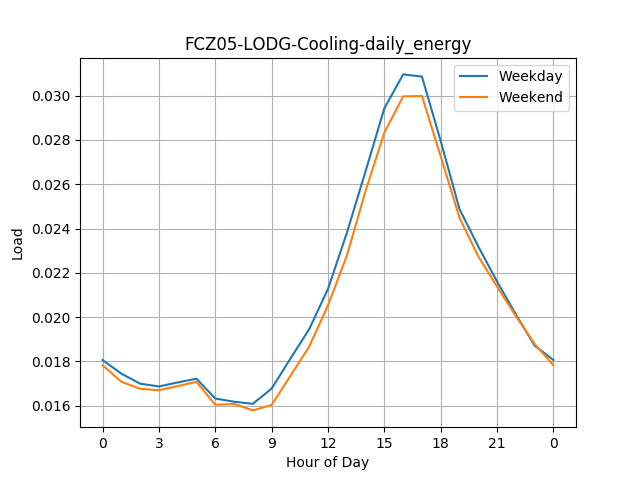 FCZ05-LODG-Cooling-daily_energy
Weekday
Weekend
0.030
0.028
0.026
0.024
0.022
0.020
0.018
0.016
Load
0 3 6 9 12 15 18 21 0
Hour of Day